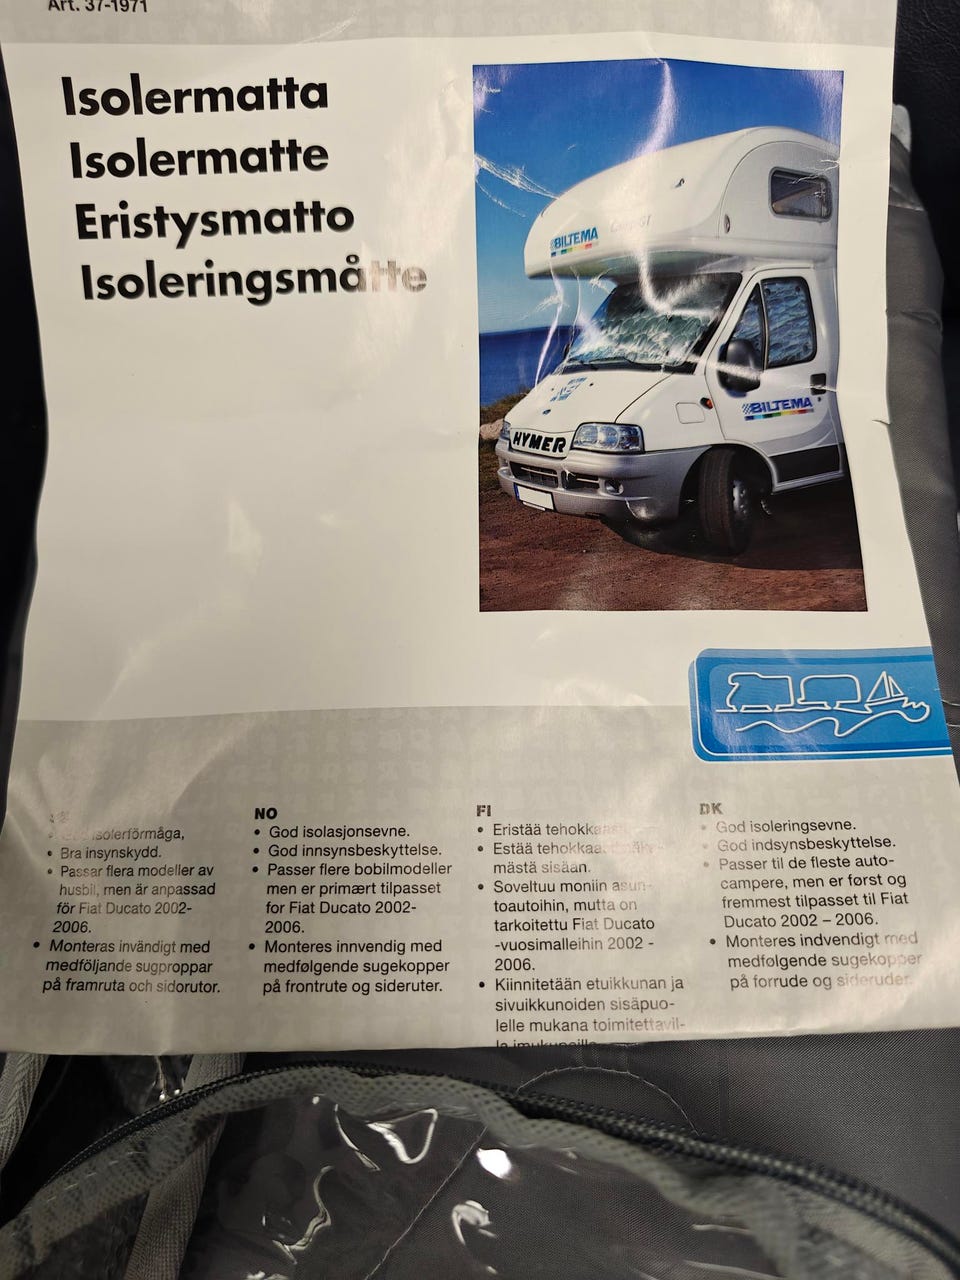 Art. 37-1971
Isolermatta
Isolermatte
Eristysmatto
Isoleringsmåtte
BILTEMA
BILTEMA
HYMER
• isolerförmåga,
• Bra insynskydd.
• Passar flera modeller av
husbil, men är anpassad
för Fiat Ducato 2002-
2006.
• Monteras invändigt med
medföljande sugproppar
på framruta och sidorutor.
NO
• God isolasjonsevne.
• God innsynsbeskyttelse.
• Passer flere bobilmodeller
men er primært tilpasset
for Fiat Ducato 2002-
2006.
• Monteres innvendig med
medfølgende sugekopper
på frontrute og sideruter.
FI
• Eristää
• Estää
mästä sisään.
• Soveltuu moniin asun-
toautoihin, mutta on
tarkoitettu Fiat Ducato
-vuosimalleihin 2002 -
2006.
• Kiinnitetään etuikkunan ja
sivuikkunoiden sisäpuo-
lelle mukana toimitettavil-
la imukupeilla
DK
• God isoleringsevne.
• God indsynsbeskyttelse.
• Passer til de fleste auto-
campere, men er først og
fremmest tilpasset til Fiat
Ducato 2002 – 2006.
• Monteres indvendigt med
medfølgende sugekopper
på forrude og sideruder.